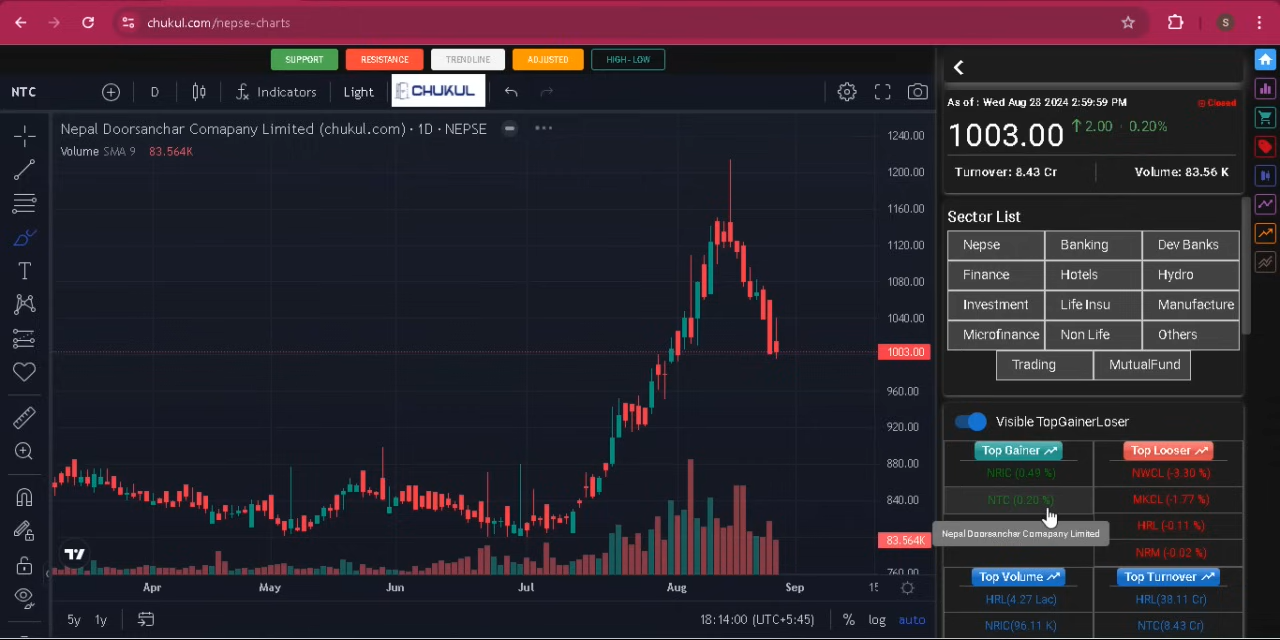 chukul.com/nepse-charts
S
SUPPORT
RESISTANCE
TRENDLINE
ADJUSTED
HIGH - LOW
NTC
D
Indicators
Light
CHUKUL
Nepal Doorsanchar Comapany Limited (chukul.com) · 1D · NEPSE
Volume SMA 9 83.564K
1240.00
1200.00
1160.00
1120.00
1080.00
1040.00
1003.00
960.00
920.00
880.00
840.00
83.564K
760.00
Apr
May
Jun
Jul
Aug
Sep
15
5y
1y
18:14:00 (UTC+5:45)
%
log
auto
As of : Wed Aug 28 2024 2:59:59 PM
Closed
1003.00
2.00 · 0.20%
Turnover: 8.43 Cr
Volume: 83.56 K
Sector List
Nepse Banking Dev Banks
Finance Hotels Hydro
Investment Life Insu Manufacture
Microfinance Non Life Others
Trading MutualFund
Visible TopGainerLoser
Top Gainer
NRIC (0.49 %)
NTC (0.20 %)
Nepal Doorsanchar Comapany Limited
Top Looser
NWCL (-3.30 %)
MKCL (-1.77 %)
HRL (-0.11 %)
NRM (-0.02 %)
Top Volume
HRL(4.27 Lac)
NRIC(96.11 K)
Top Turnover
HRL(38.11 Cr)
NTC(8.43 Cr)